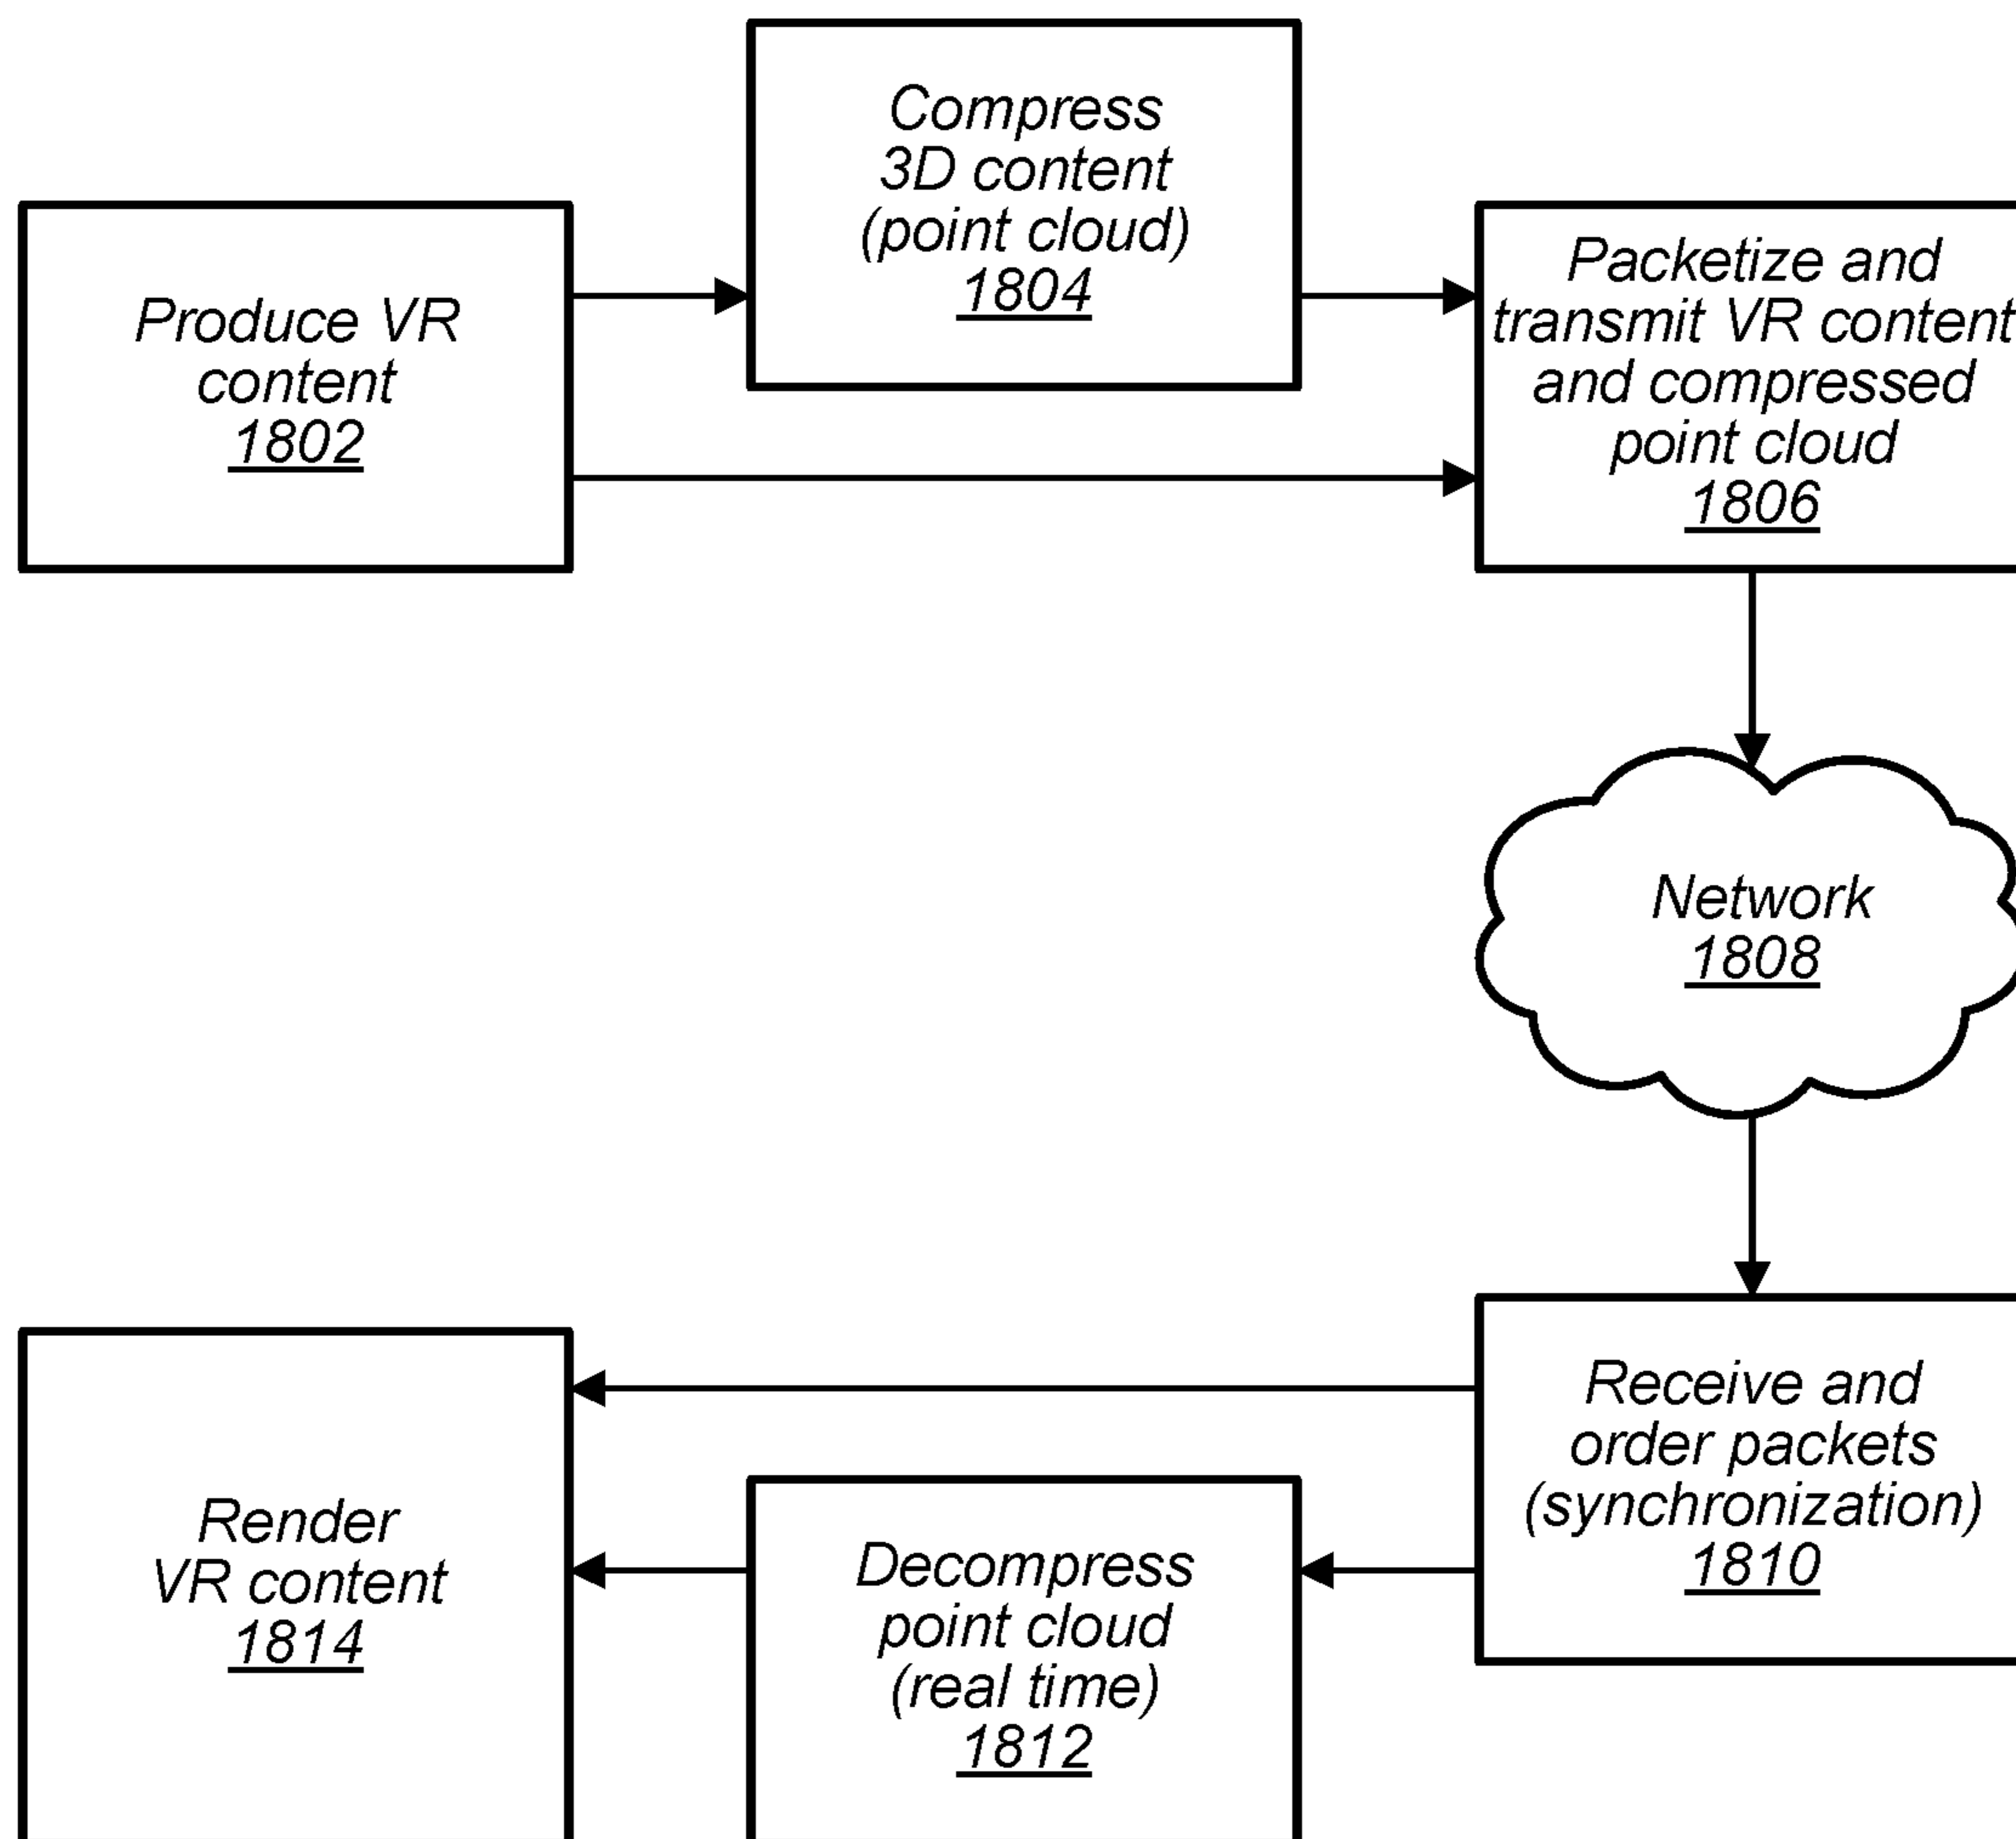 Produce VR
content
1802
Compress
3D content
(point cloud)
1804
Packetize and
transmit VR content
and compressed
point cloud
1806
Network
1808
Receive and
order packets
(synchronization)
1810
Decompress
point cloud
(real time)
1812
Render
VR content
1814